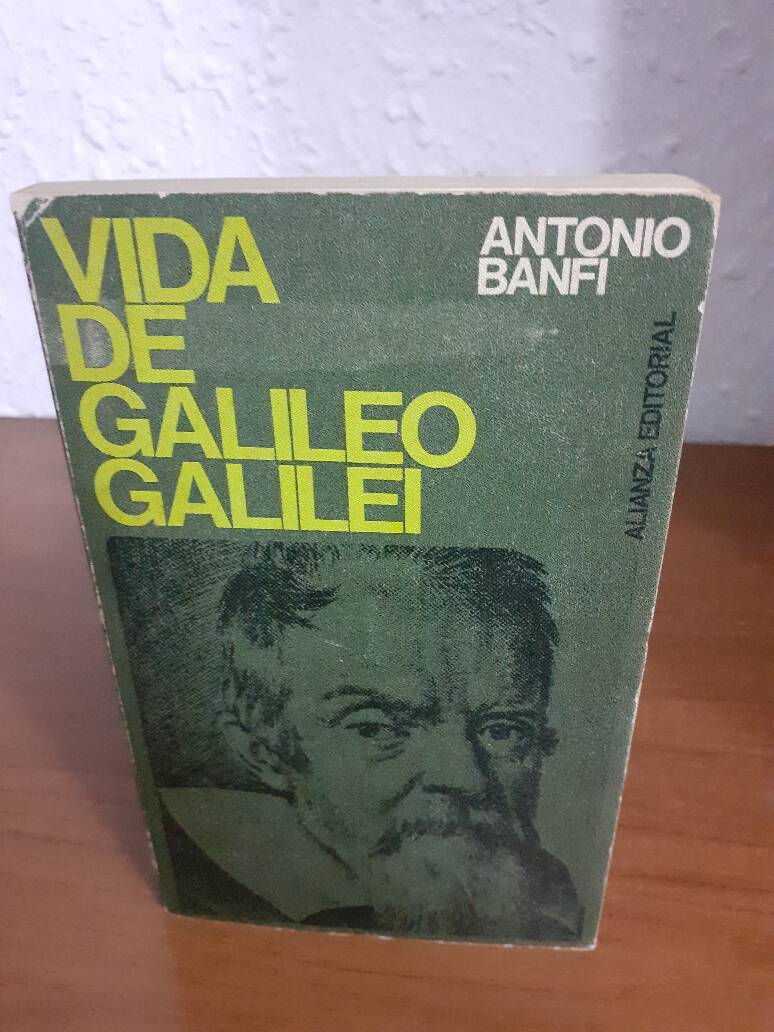 VIDA
DE
GALILEO
GALILEI
ANTONIO
BANFI
ALIANZA EDITORIAL